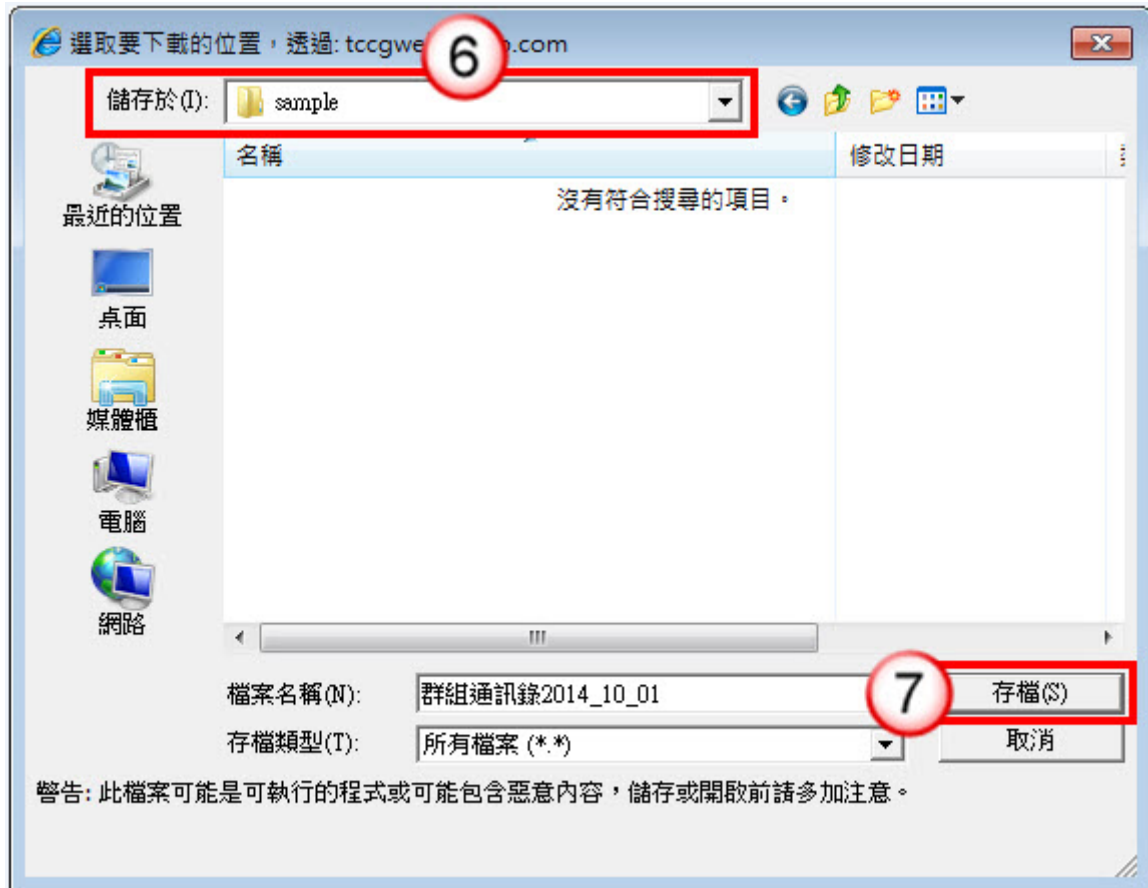 選取要下載的位置，透過: tccgwe
.com
6
儲存於(I): sample
名稱 修改日期
沒有符合搜尋的項目。
最近的位置
桌面
媒體櫃
電腦
網路
檔案名稱(N): 群組通訊錄2014_10_01 7 存檔(S)
存檔類型(T): 所有檔案 (*.*) 取消
警告: 此檔案可能是可執行的程式或可能包含惡意內容，儲存或開啟前請多加注意。